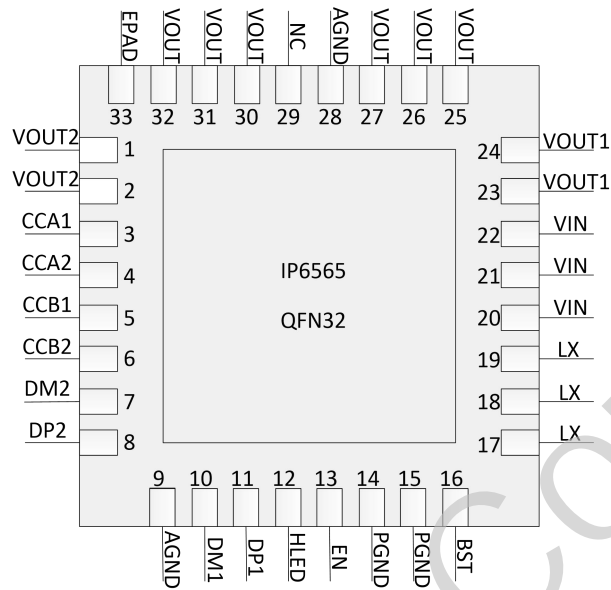 EPAD VOUT VOUT VOUT NC AGND VOUT VOUT VOUT
33 32 31 30 29 28 27 26 25
VOUT2 1
VOUT2 2
CCA1 3
CCA2 4
CCB1 5
CCB2 6
DM2 7
DP2 8
IP6565
QFN32
24 VOUT1
23 VOUT1
22 VIN
21 VIN
20 VIN
19 LX
18 LX
17 LX
9 10 11 12 13 14 15 16
AGND DM1 DP1 HLED EN PGND PGND BST